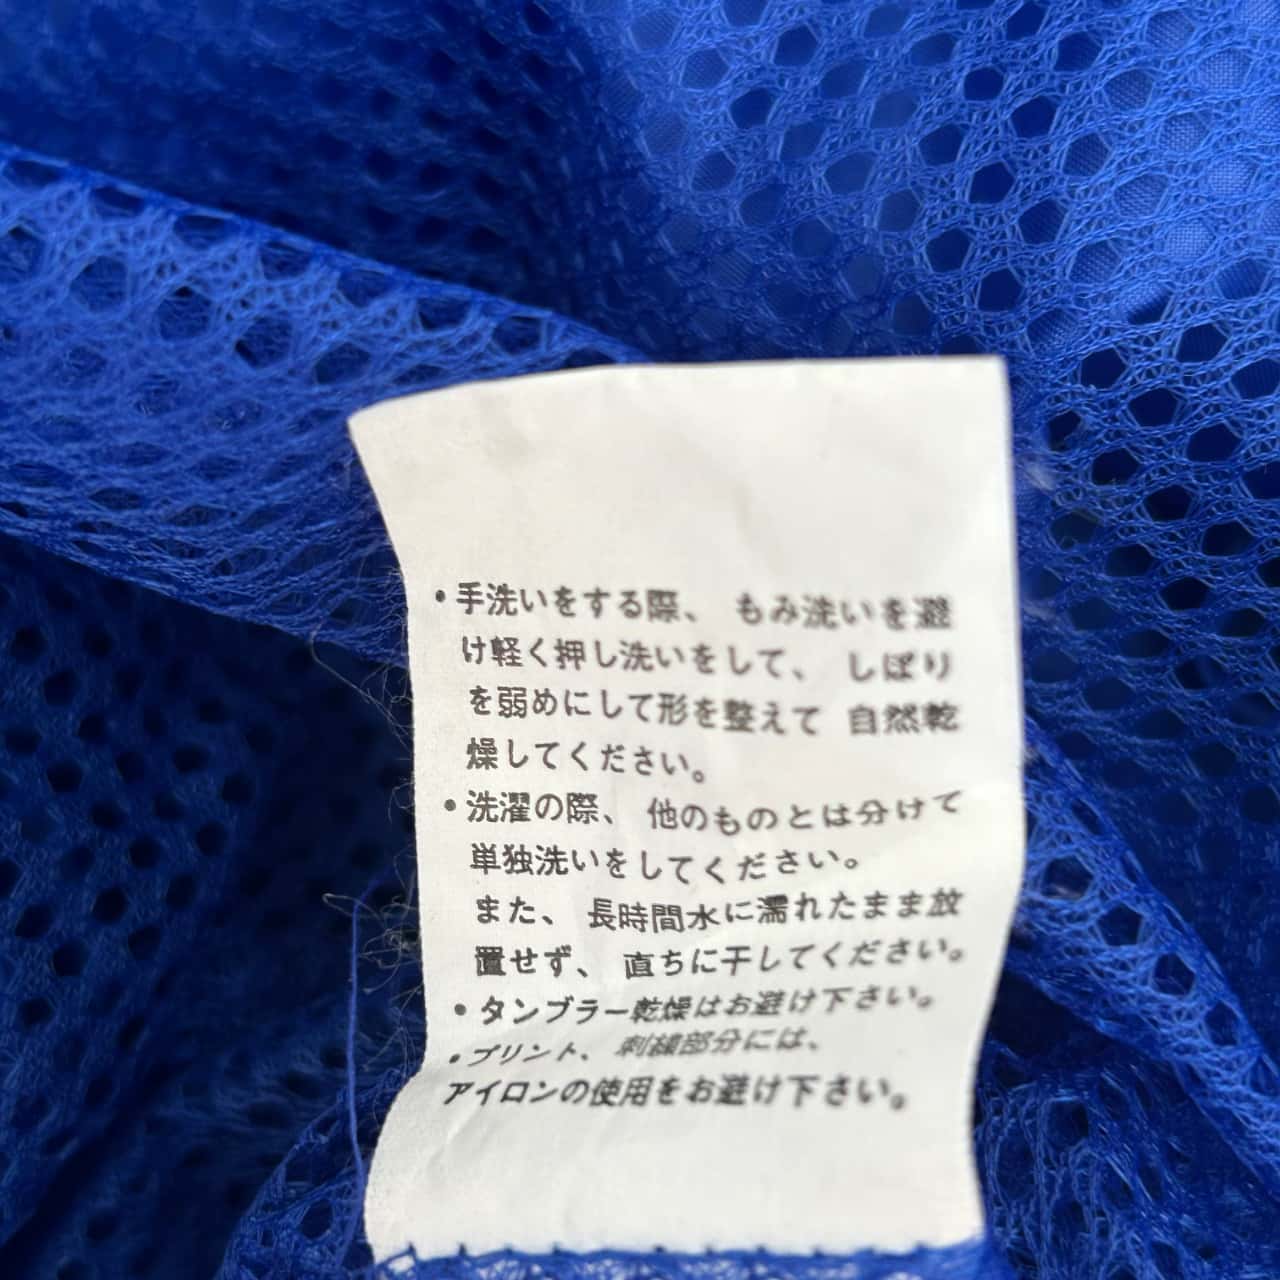 ・手洗いをする際、 もみ洗いを避
け軽く押し洗いをして、 しぼり
を弱めにして形を整えて 自然乾
燥してください。
・洗濯の際、 他のものとは分けて
単独洗いをしてください。
また、 長時間水に濡れたまま放
置せず、 直ちに干してください。
・タンブラー乾燥はお避け下さい。
・プリント、 刺繍部分には、
アイロンの使用をお避け下さい。